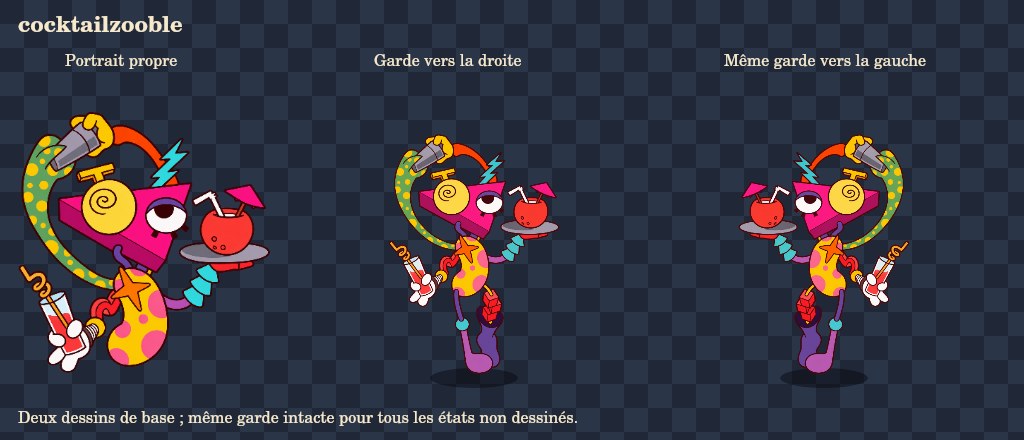 cocktailzooble
Portrait propre
Garde vers la droite
Même garde vers la gauche
Deux dessins de base ; même garde intacte pour tous les états non dessinés.